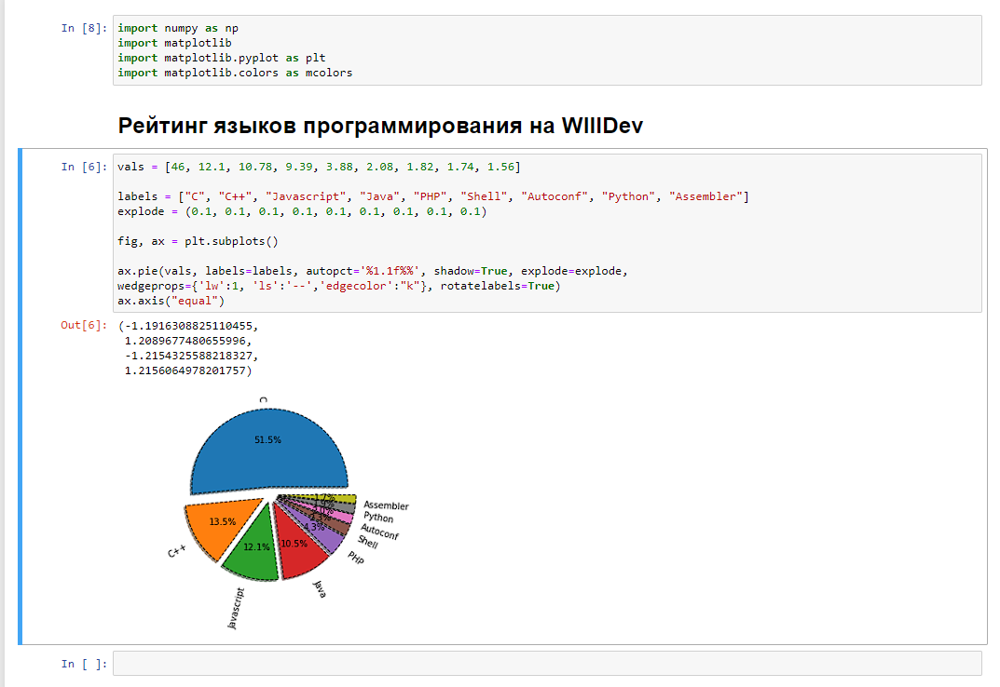 In [8]: import numpy as np
import matplotlib
import matplotlib.pyplot as plt
import matplotlib.colors as mcolors
Рейтинг языков программирования на WIIIDev
In [6]: vals = [46, 12.1, 10.78, 9.39, 3.88, 2.08, 1.82, 1.74, 1.56]
labels = ["C", "C++", "Javascript", "Java", "PHP", "Shell", "Autoconf", "Python", "Assembler"]
explode = (0.1, 0.1, 0.1, 0.1, 0.1, 0.1, 0.1, 0.1, 0.1)
fig, ax = plt.subplots()
ax.pie(vals, labels=labels, autopct='%1.1f%%', shadow=True, explode=explode,
wedgeprops={'lw':1, 'ls':'--','edgecolor':"k"}, rotatelabels=True)
ax.axis("equal")
Out[6]: (-1.1916308825110455,
1.2089677480655996,
-1.2154325588218327,
1.2156064978201757)
C
51.5%
1.7%
Assembler
Python
Autoconf
Shell
4.3%
PHP
13.5%
12.1%
10.5%
C++
Java
Javascript
In [ ]: